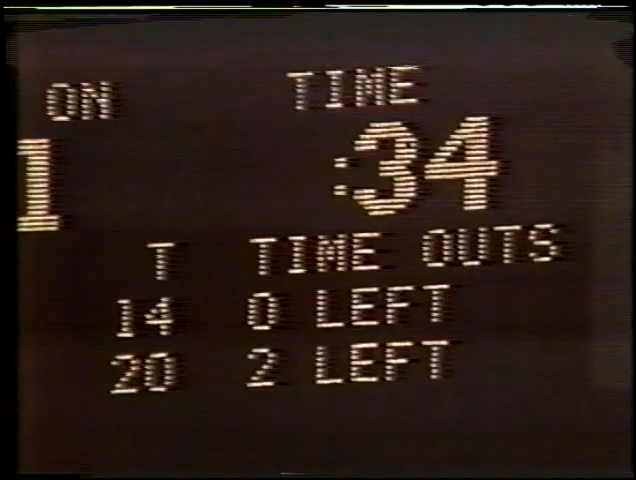 ON TIME
1 :34
T TIME OUTS
14 0 LEFT
20 2 LEFT